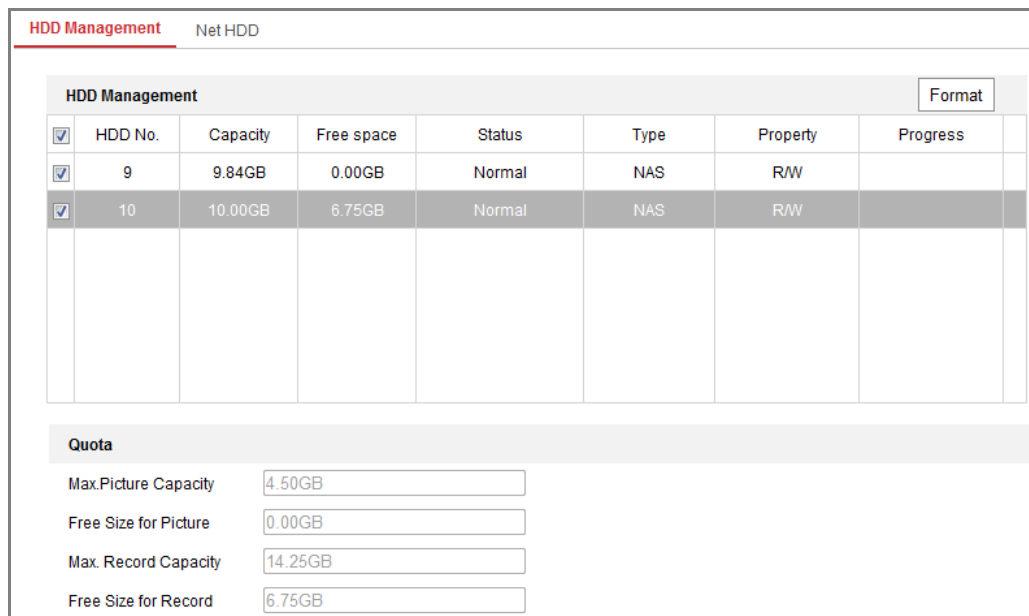 HDD Management Net HDD
HDD Management Format
HDD No. Capacity Free space Status Type Property Progress
9 9.84GB 0.00GB Normal NAS R/W
10 10.00GB 6.75GB Normal NAS R/W
Quota
Max.Picture Capacity 4.50GB
Free Size for Picture 0.00GB
Max. Record Capacity 14.25GB
Free Size for Record 6.75GB